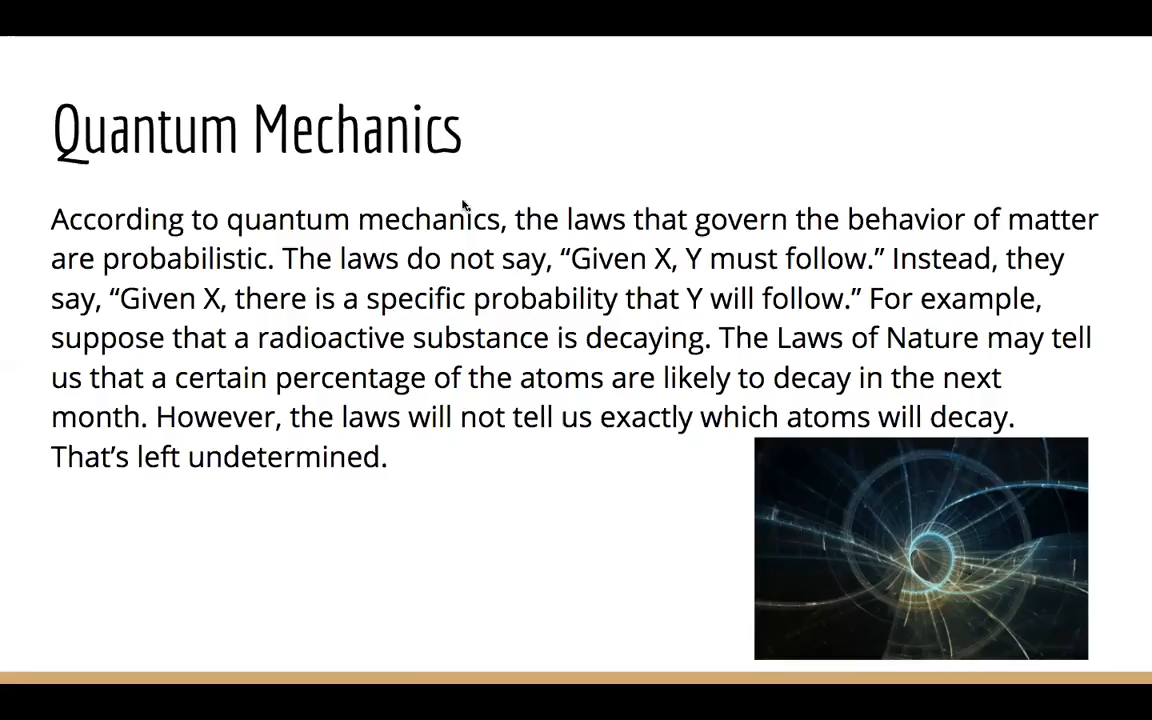 Quantum Mechanics
According to quantum mechanics, the laws that govern the behavior of matter
are probabilistic. The laws do not say, “Given X, Y must follow.” Instead, they
say, “Given X, there is a specific probability that Y will follow.” For example,
suppose that a radioactive substance is decaying. The Laws of Nature may tell
us that a certain percentage of the atoms are likely to decay in the next
month. However, the laws will not tell us exactly which atoms will decay.
That’s left undetermined.